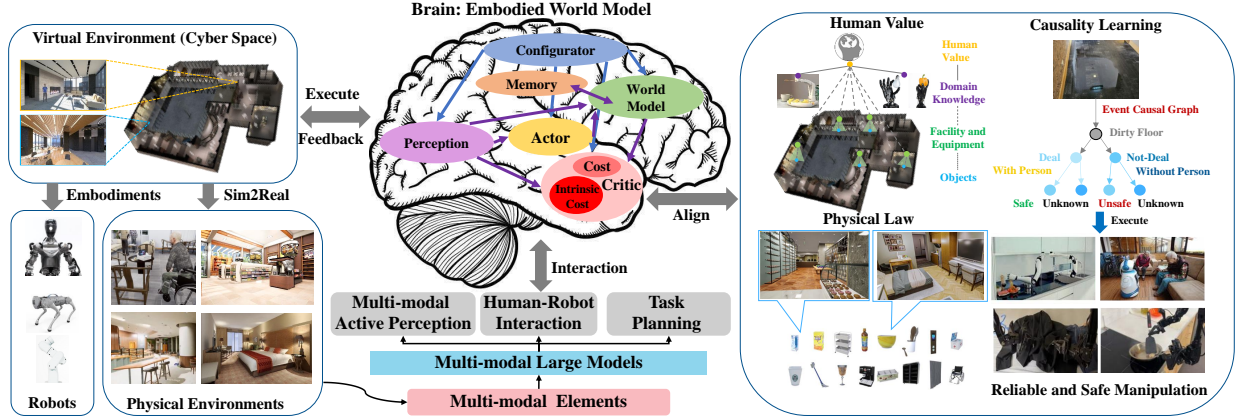 Virtual Environment (Cyber Space)
Embodiments
Sim2Real
Robots
Physical Environments
Execute
Feedback
Brain: Embodied World Model
Configurator
Memory
World
Model
Perception
Actor
Cost
Critic
Intrinsic
Cost
Interaction
Multi-modal
Active Perception
Human-Robot
Interaction
Task
Planning
Multi-modal Large Models
Multi-modal Elements
Align
Human Value
Human
Value
Domain
Knowledge
Facility and
Equipment
Objects
Physical Law
Causality Learning
Event Causal Graph
Dirty Floor
Deal
Not-Deal
With Person
Without Person
Safe
Unknown
Unsafe
Unknown
Execute
Reliable and Safe Manipulation